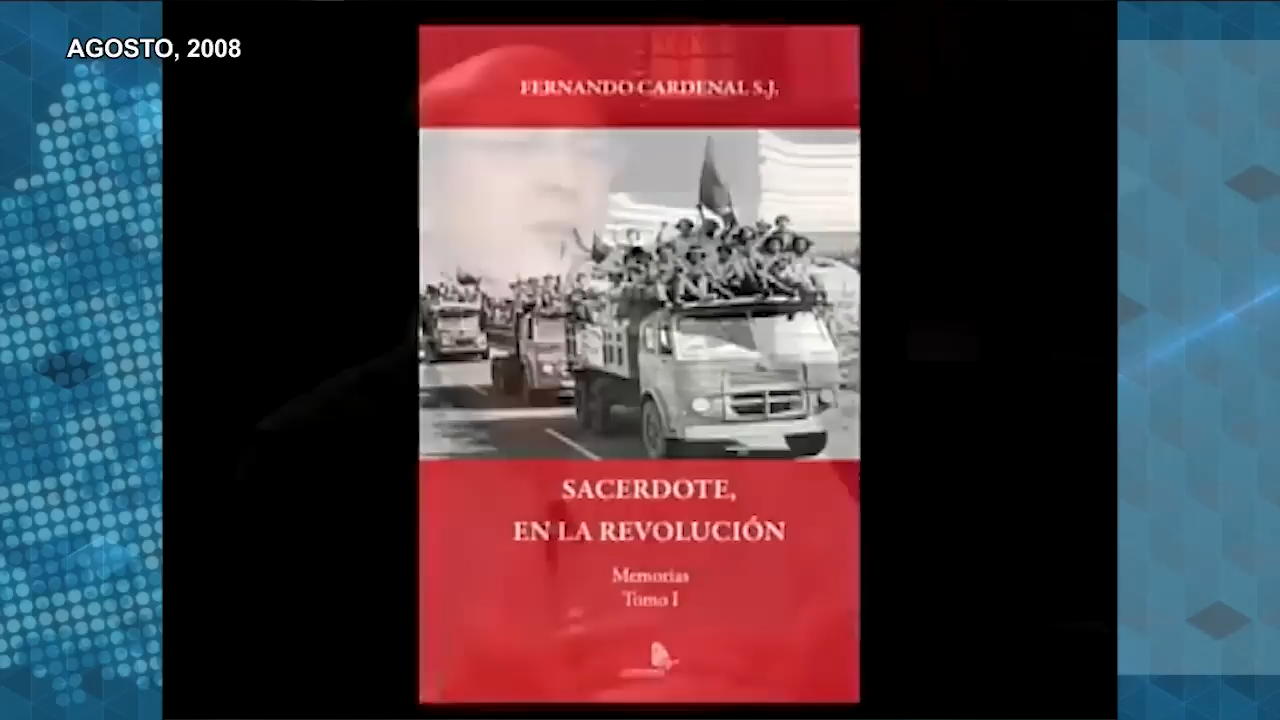 AGOSTO, 2008
FERNANDO CARDENAL S.J.
SACERDOTE,
EN LA REVOLUCIÓN
Memorias
Tomo I